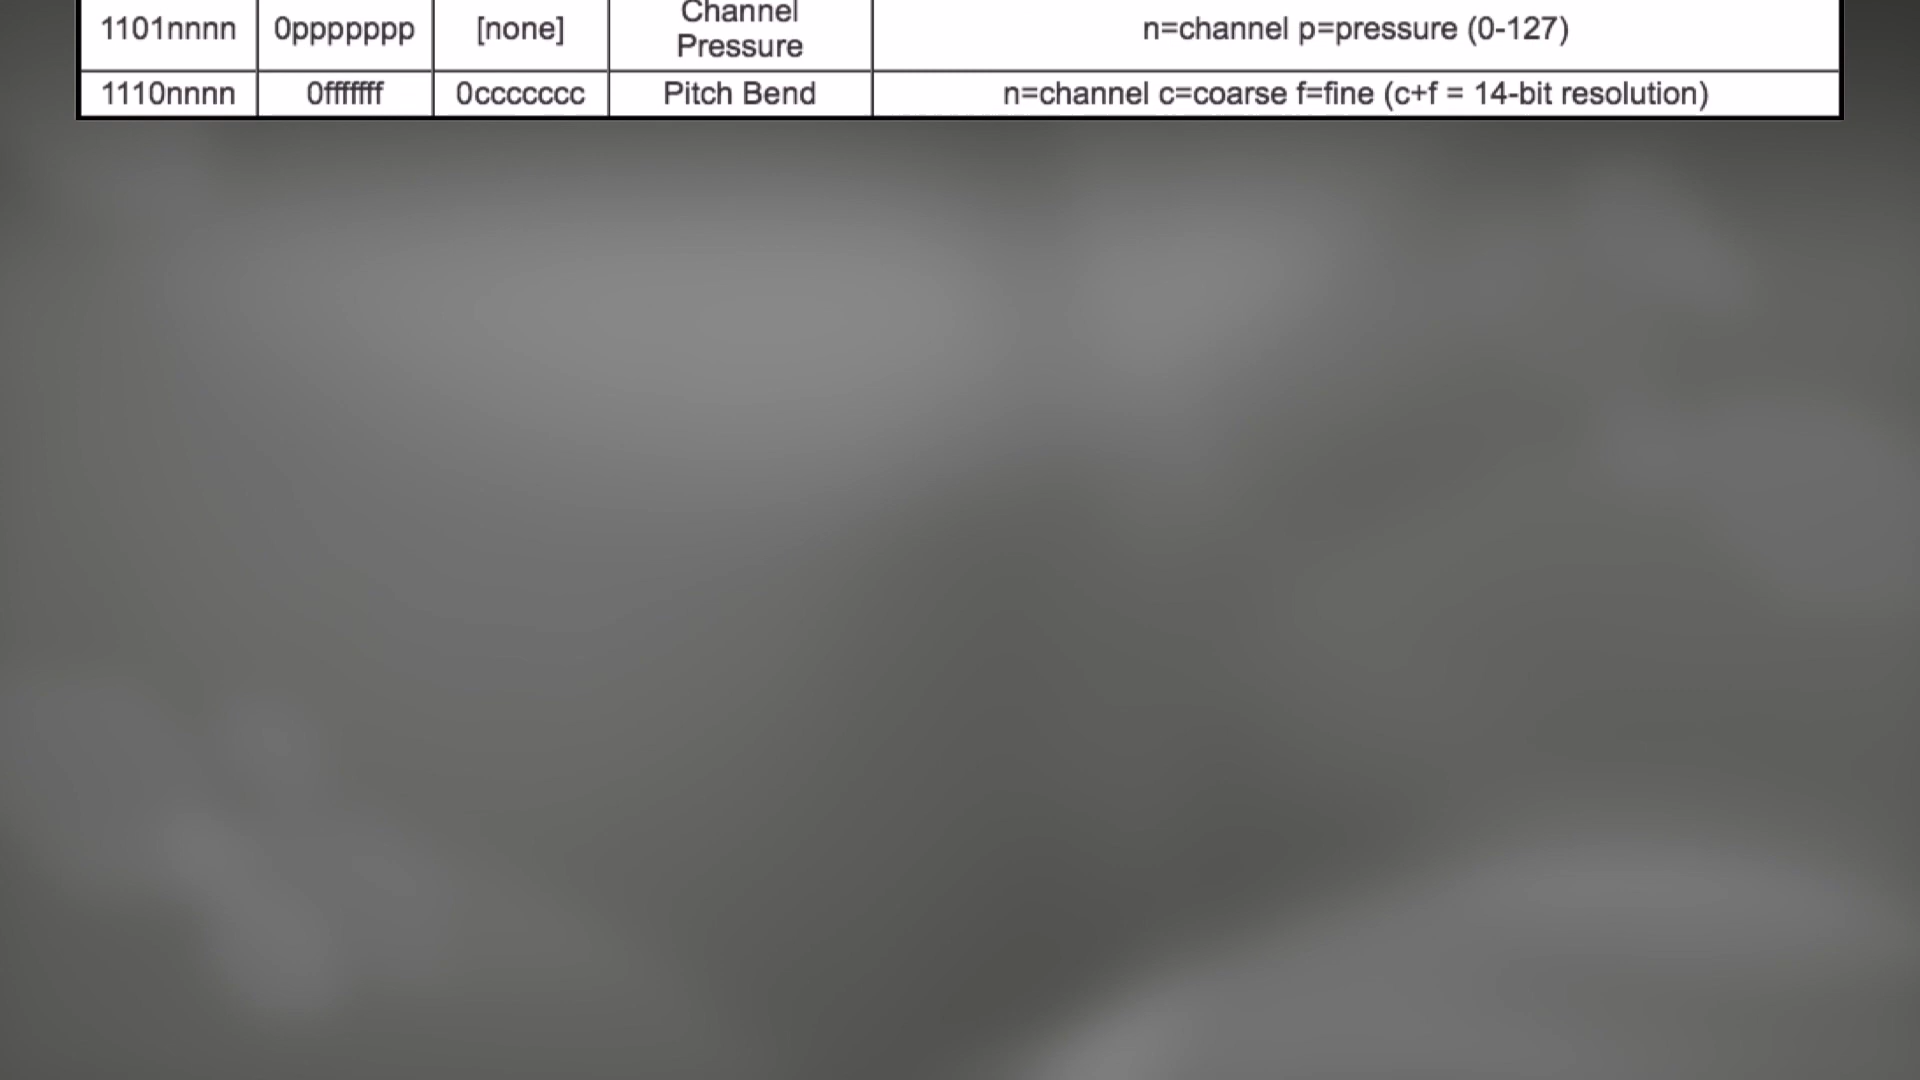 1101nnnn 0ppppppp [none] Channel Pressure n=channel p=pressure (0-127)
1110nnnn 0fffffff 0ccccccc Pitch Bend n=channel c=coarse f=fine (c+f = 14-bit resolution)